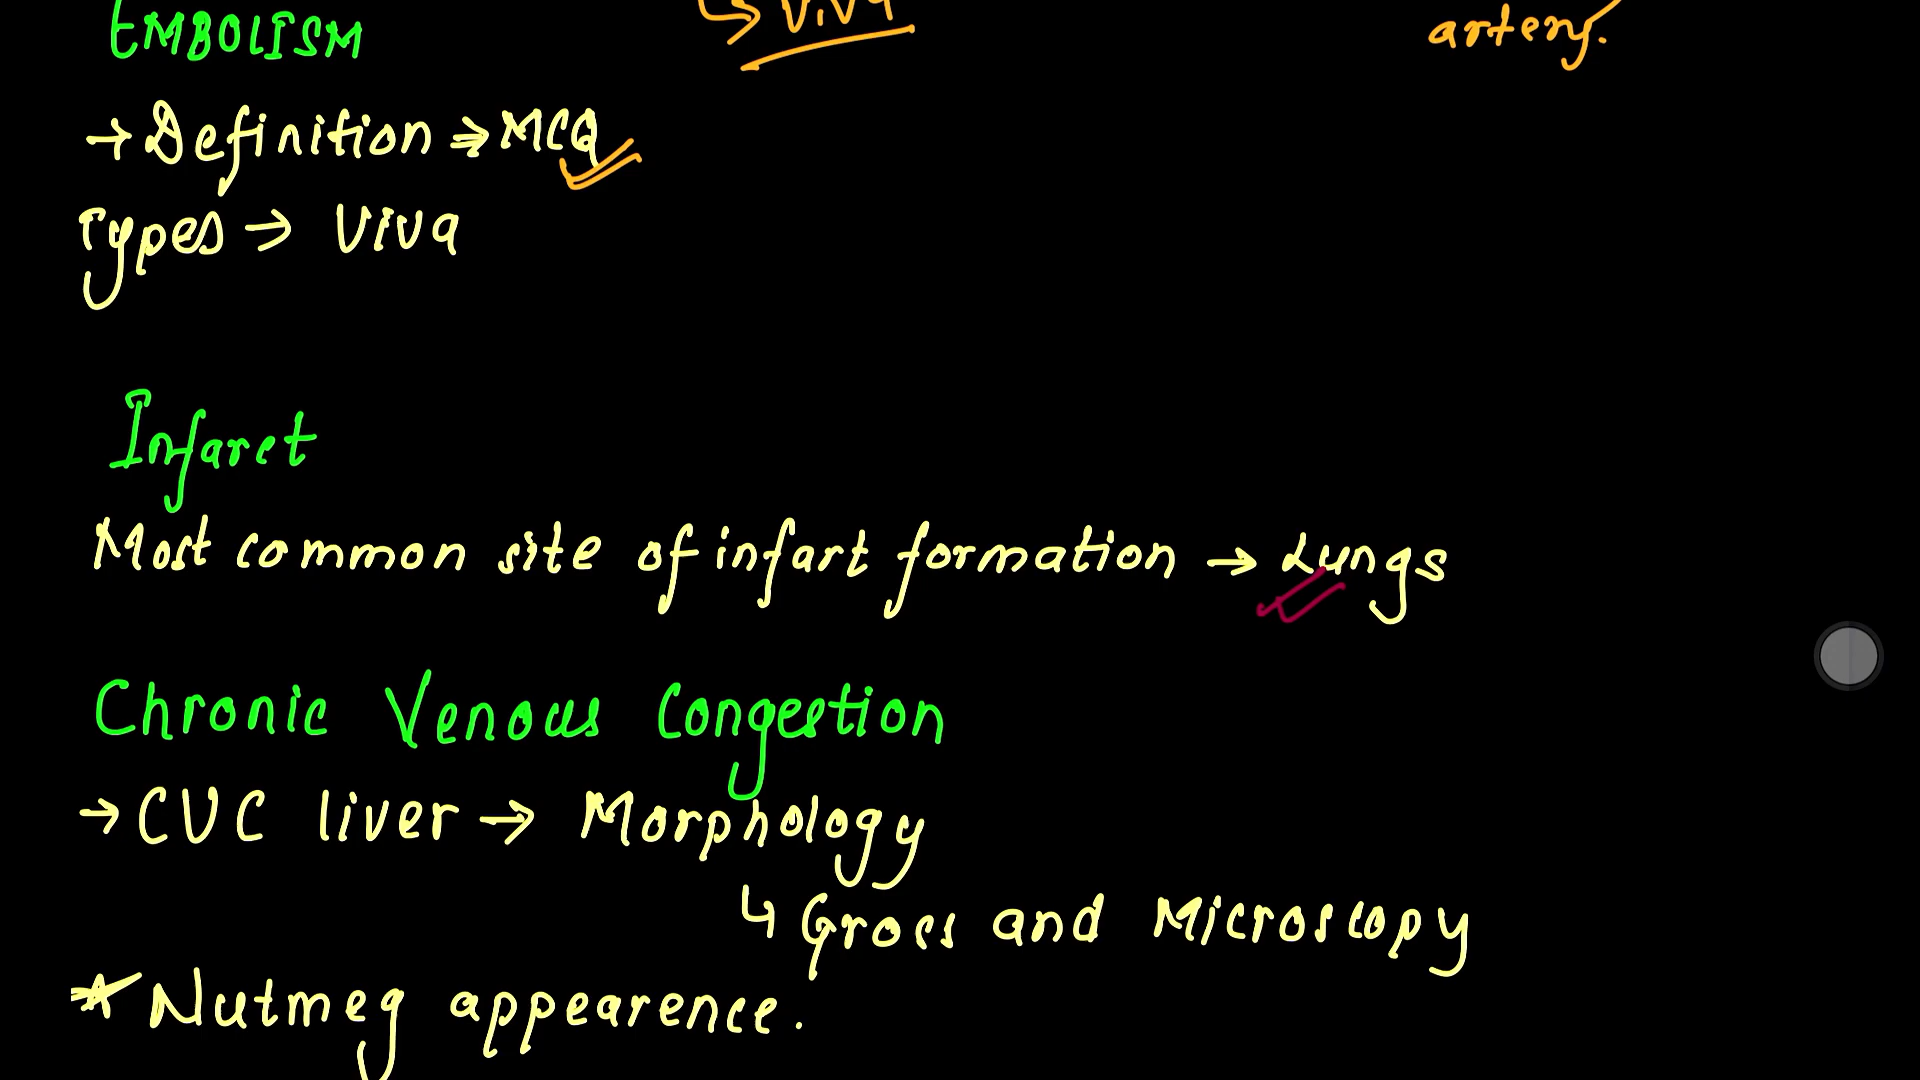 EMBOLISM
↳ Viva
artery.
→ Definition ⇒ MCQ
Types → Viva
Infarct
Most common site of infart formation → Lungs
Chronic Venous Congestion
→ CVC liver → Morphology
↳ Gross and Microscopy
* Nutmeg appearence.